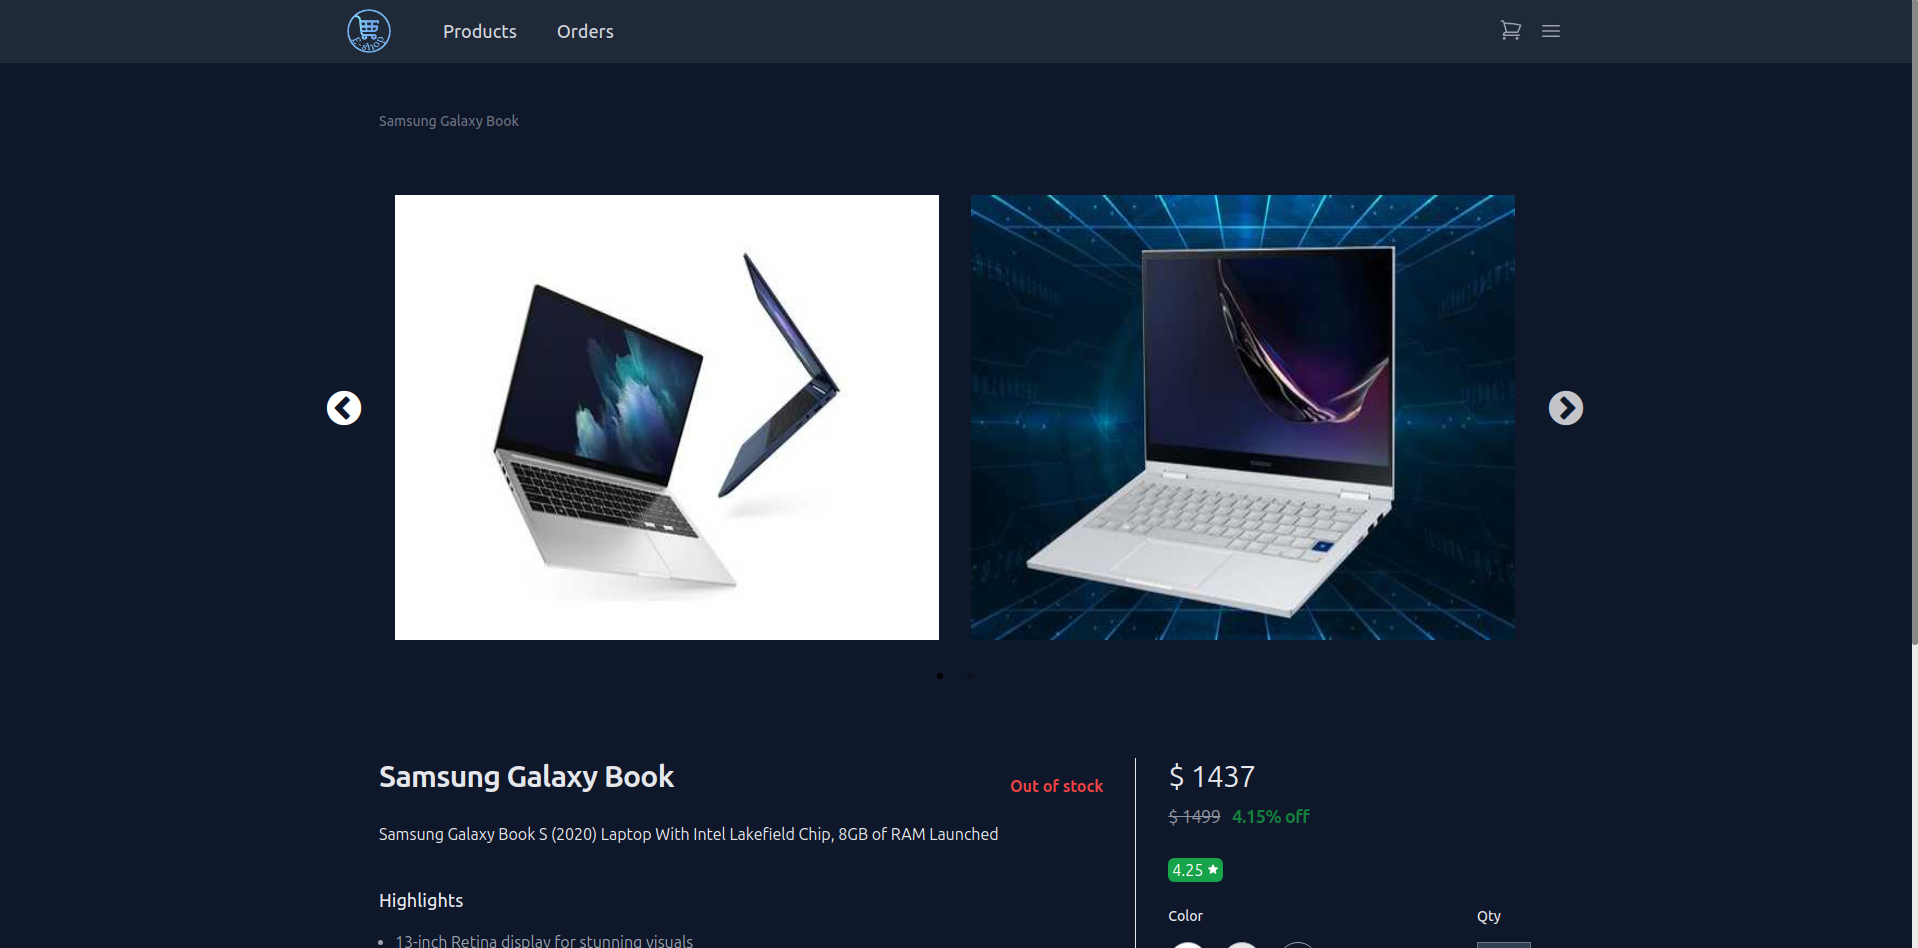 E-shop
Products
Orders
Samsung Galaxy Book
Samsung Galaxy Book
Out of stock
$ 1437
$ 1499 4.15% off
Samsung Galaxy Book S (2020) Laptop With Intel Lakefield Chip, 8GB of RAM Launched
4.25
Highlights
Color
Qty
13-inch Retina display for stunning visuals